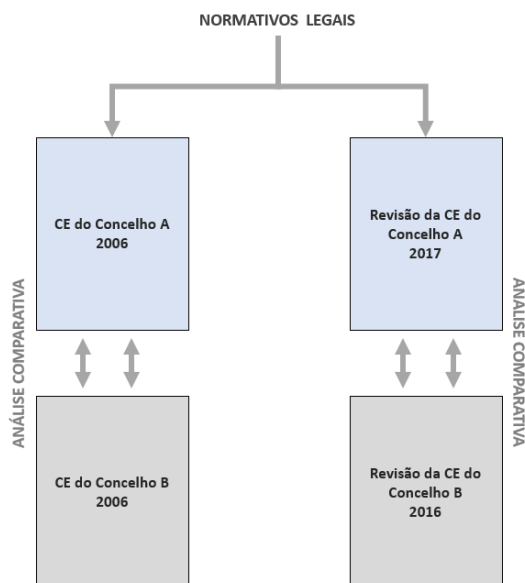 NORMATIVOS LEGAIS
CE do Concelho A
2006
Revisão da CE do
Concelho A
2017
ANÁLISE COMPARATIVA
ANALISE COMPARATIVA
CE do Concelho B
2006
Revisão da CE do
Concelho B
2016